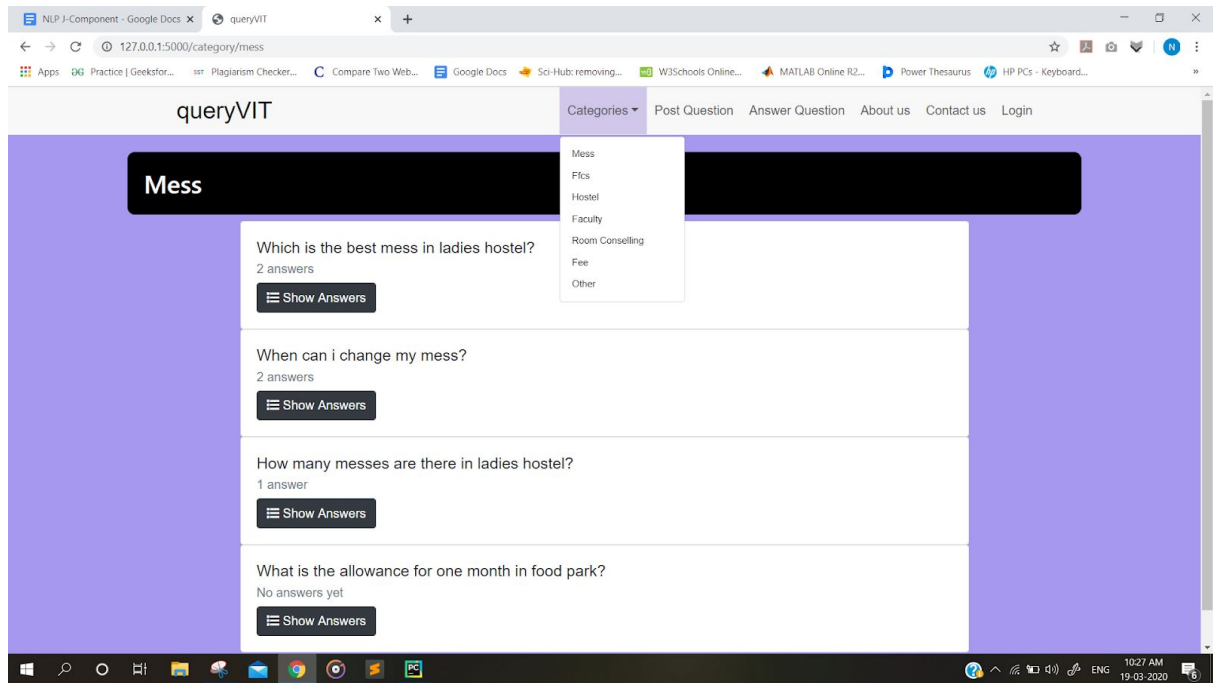 NLP J-Component - Google Docs
queryVIT
127.0.0.1:5000/category/mess
N
Apps
GG Practice | Geeksfor...
SST Plagiarism Checker...
C Compare Two Web...
Google Docs
Sci-Hub: removing...
W3Schools Online...
MATLAB Online R2...
Power Thesaurus
hp HP PCs - Keyboard...
»
queryVIT
Categories
Post Question
Answer Question
About us
Contact us
Login
Mess
Ffcs
Hostel
Faculty
Room Conselling
Fee
Other
Mess
Which is the best mess in ladies hostel?
2 answers
Show Answers
When can i change my mess?
2 answers
Show Answers
How many messes are there in ladies hostel?
1 answer
Show Answers
What is the allowance for one month in food park?
No answers yet
Show Answers
PC
ENG
10:27 AM
19-03-2020
6